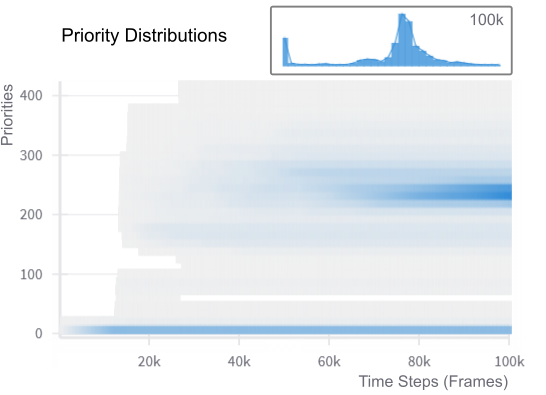 Priority Distributions
100k
Priorities
400
300
200
100
0
20k 40k 60k 80k 100k
Time Steps (Frames)